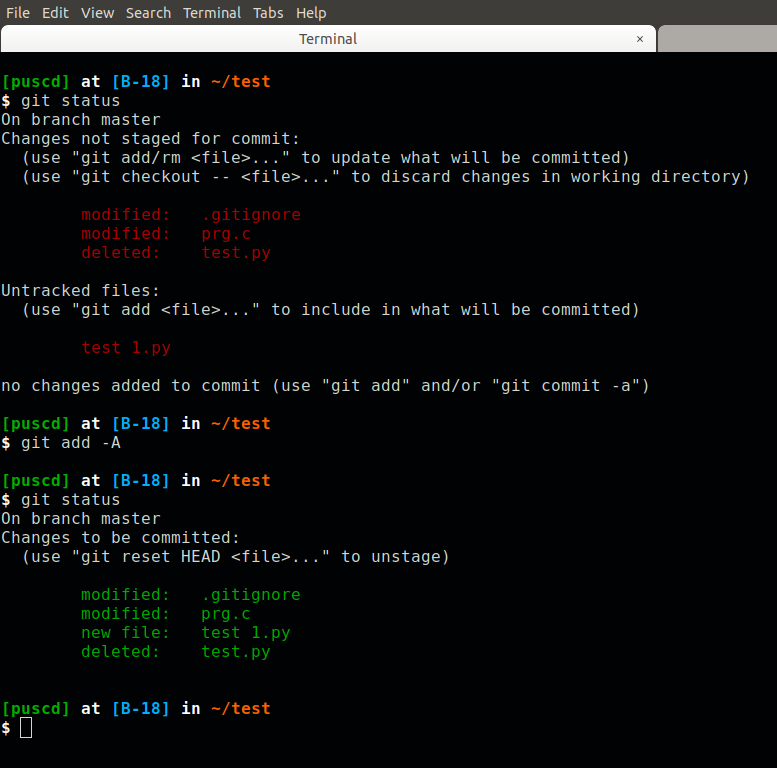 File Edit View Search Terminal Tabs Help
Terminal ×
[puscd] at [B-18] in ~/test
$ git status
On branch master
Changes not staged for commit:
  (use "git add/rm <file>..." to update what will be committed)
  (use "git checkout -- <file>..." to discard changes in working directory)
        modified:   .gitignore
        modified:   prg.c
        deleted:    test.py
Untracked files:
  (use "git add <file>..." to include in what will be committed)
        test 1.py
no changes added to commit (use "git add" and/or "git commit -a")
[puscd] at [B-18] in ~/test
$ git add -A
[puscd] at [B-18] in ~/test
$ git status
On branch master
Changes to be committed:
  (use "git reset HEAD <file>..." to unstage)
        modified:   .gitignore
        modified:   prg.c
        new file:   test 1.py
        deleted:    test.py
[puscd] at [B-18] in ~/test
$